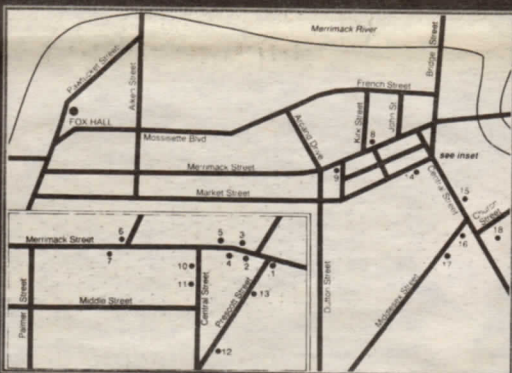 Merrimack River
Pawtucket Street
Aiken Street
Bridge Street
French Street
FOX HALL
Mossisette Blvd
Arcand Drive
Kirk Street
John St
8
see inset
Merrimack Street
9
14
Market Street
Central Street
15
Church Street
16
18
17
Dutton Street
Middlesex Street
6
5
3
Merrimack Street
7
4
2
1
10
11
Central Street
Prescott Street
13
Palmer Street
Middle Street
12